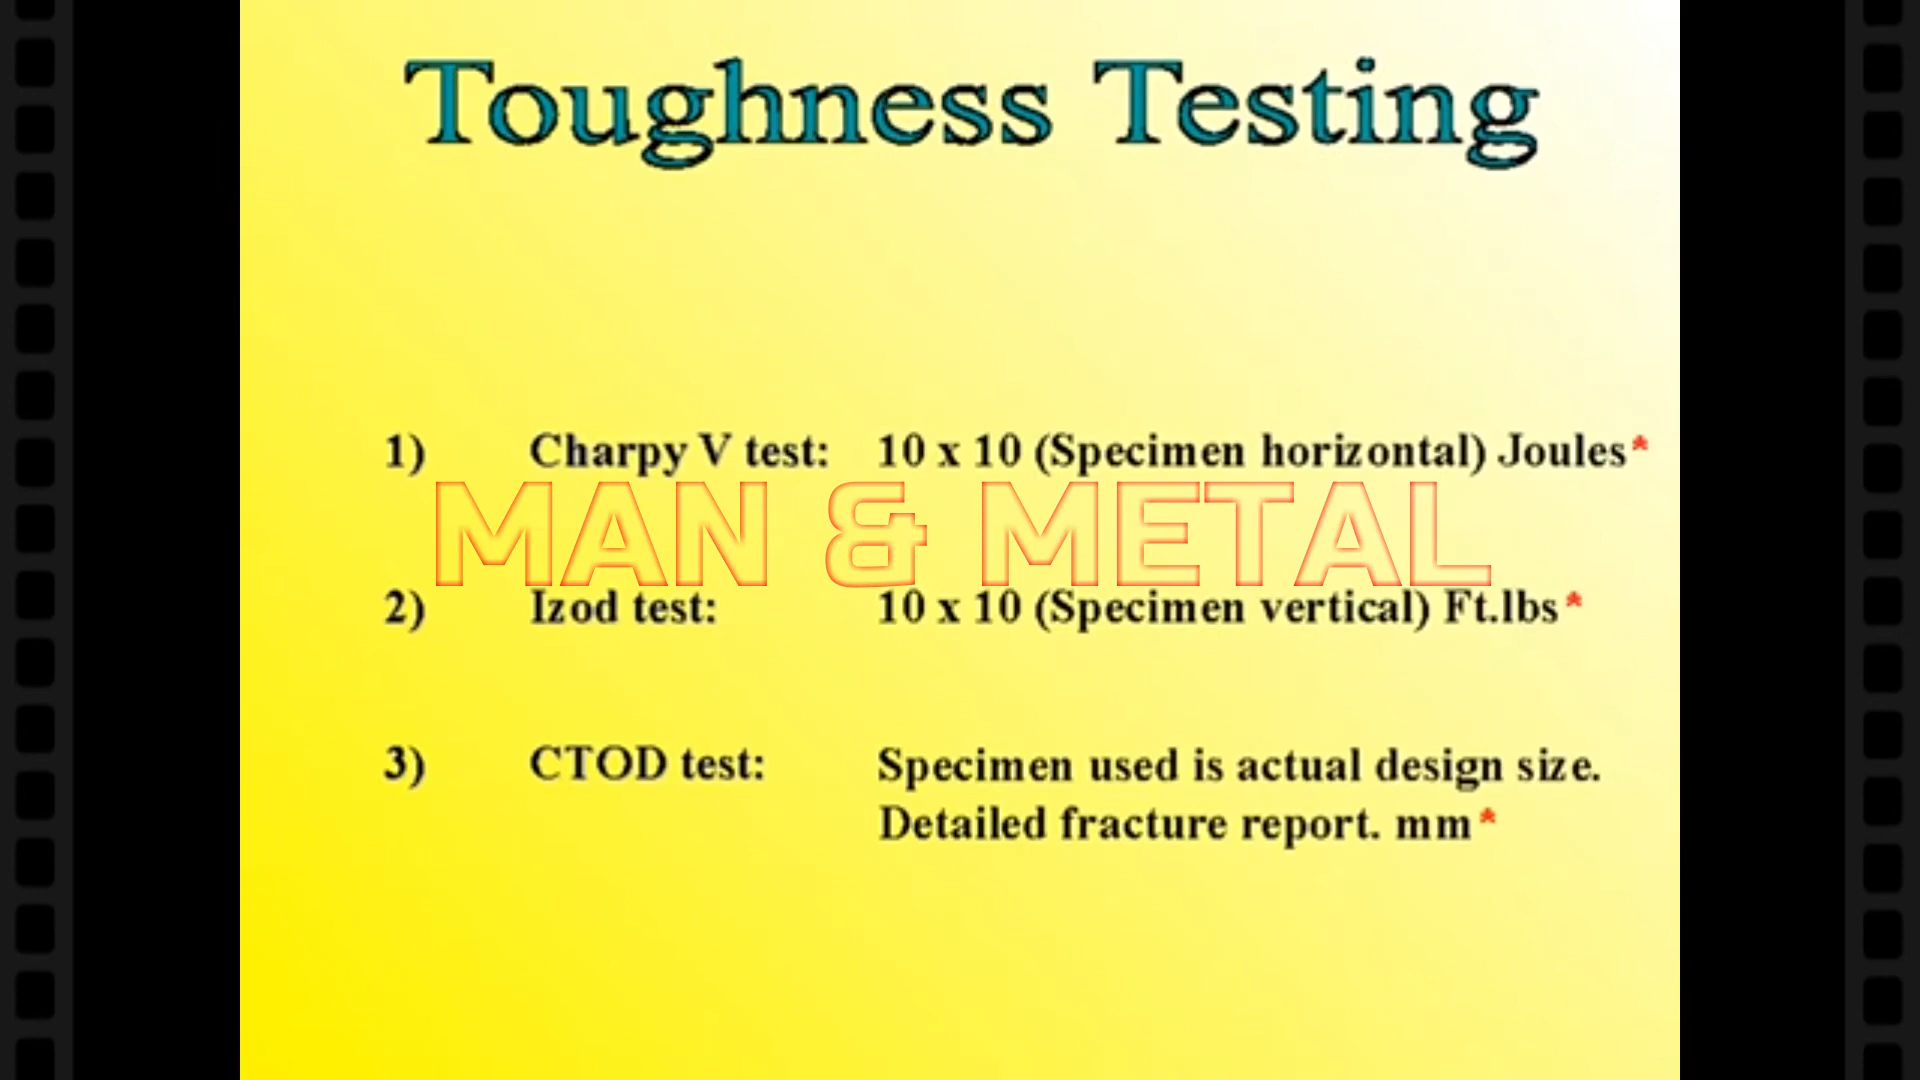 Toughness Testing
1) Charpy V test: 10 x 10 (Specimen horizontal) Joules*
MAN & METAL
2) Izod test: 10 x 10 (Specimen vertical) Ft.lbs*
3) CTOD test: Specimen used is actual design size.
Detailed fracture report. mm*